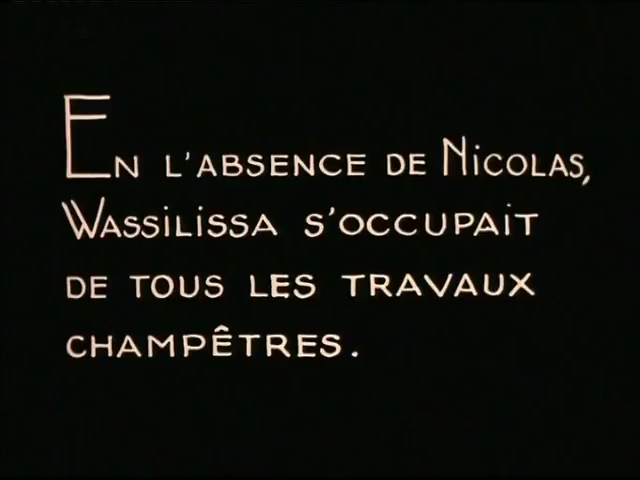 En l'absence de Nicolas,
Wassilissa s'occupait
de tous les travaux
champêtres.